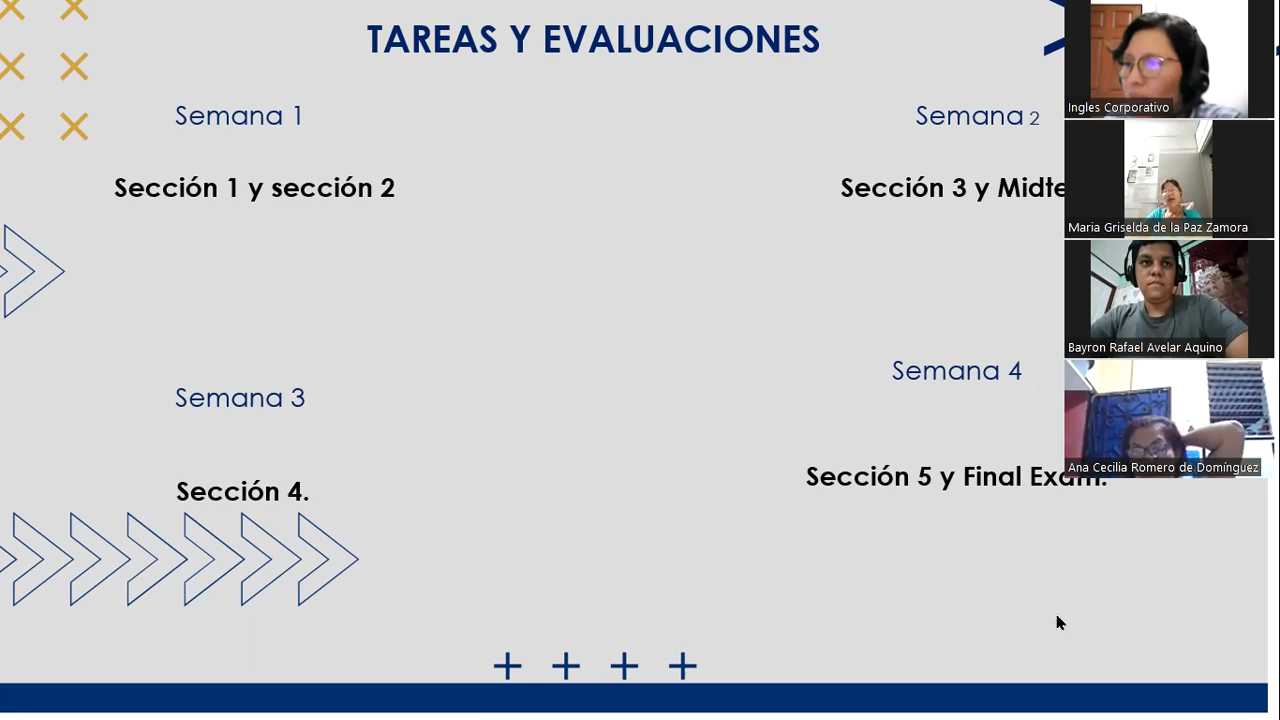 TAREAS Y EVALUACIONES
Semana 1
Semana 2
Sección 1 y sección 2
Sección 3 y
Semana 3
Semana 4
Sección 4.
Sección 5 y Final Exam.
Ingles Corporativo
Maria Griselda de la Paz Zamora
Bayron Rafael Avelar Aquino
Ana Cecilia Romero de Domínguez